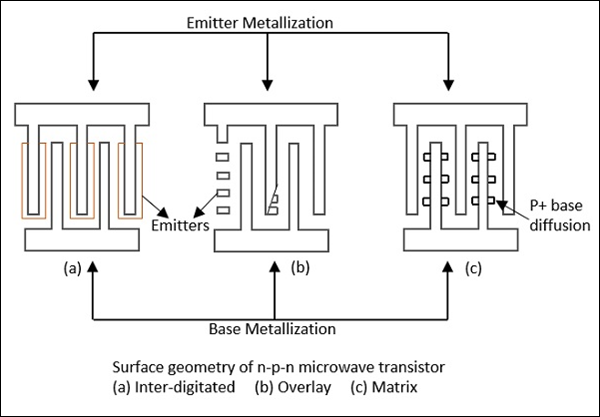 Emitter Metallization
Emitters
P+ base
diffusion
(a)
(b)
(c)
Base Metallization
Surface geometry of n-p-n microwave transistor
(a) Inter-digitated (b) Overlay (c) Matrix